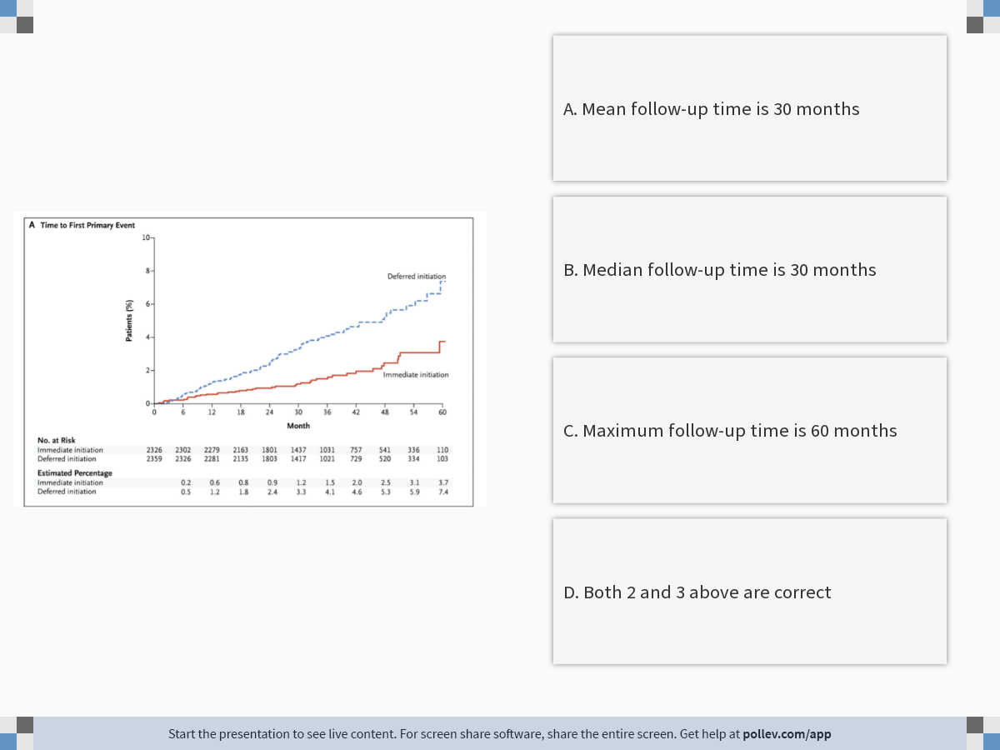 A Time to First Primary Event
10
8
6
4
2
0
Patients (%)
Deferred initiation
Immediate initiation
0 6 12 18 24 30 36 42 48 54 60
Month
No. at Risk
Immediate initiation 2326 2302 2279 2163 1801 1437 1031 757 541 336 110
Deferred initiation 2359 2326 2281 2135 1803 1417 1021 729 520 334 103
Estimated Percentage
Immediate initiation 0.2 0.6 0.8 0.9 1.2 1.5 2.0 2.5 3.1 3.7
Deferred initiation 0.5 1.2 1.8 2.4 3.3 4.1 4.6 5.3 5.9 7.4
A. Mean follow-up time is 30 months
B. Median follow-up time is 30 months
C. Maximum follow-up time is 60 months
D. Both 2 and 3 above are correct
Start the presentation to see live content. For screen share software, share the entire screen. Get help at pollev.com/app